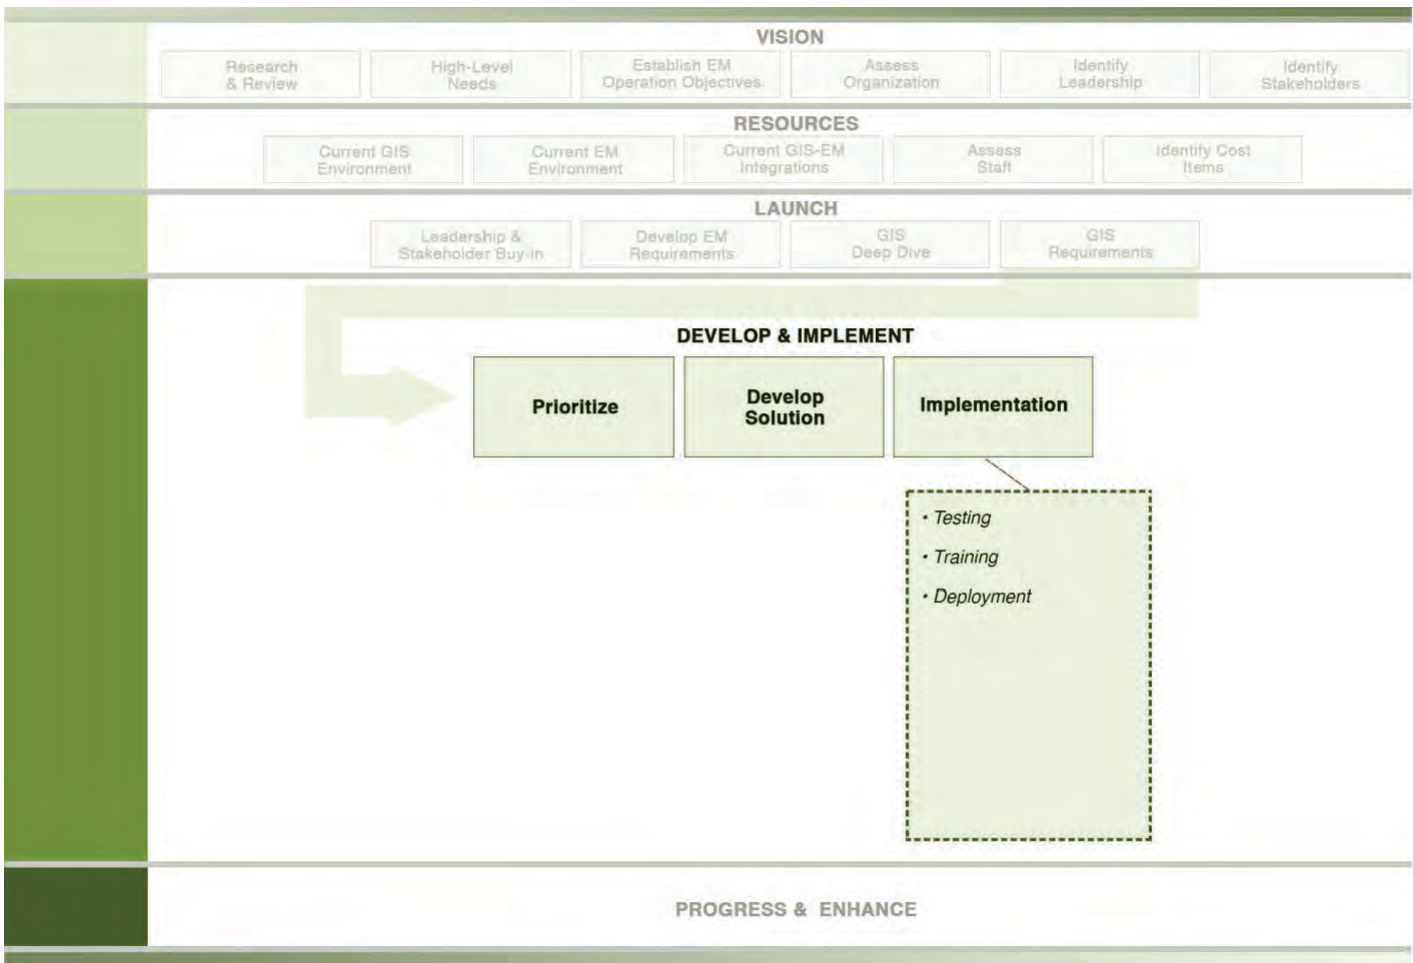 VISION
Research
& Review
High-Level
Needs
Establish EM
Operation Objectives
Assess
Organization
Identify
Leadership
Identify
Stakeholders
RESOURCES
Current GIS
Environment
Current EM
Environment
Current GIS-EM
Integrations
Assess
Staff
Identify Cost
Items
LAUNCH
Leadership &
Stakeholder Buy-in
Develop EM
Requirements
GIS
Deep Dive
GIS
Requirements
DEVELOP & IMPLEMENT
Prioritize
Develop
Solution
Implementation
• Testing
• Training
• Deployment
PROGRESS & ENHANCE